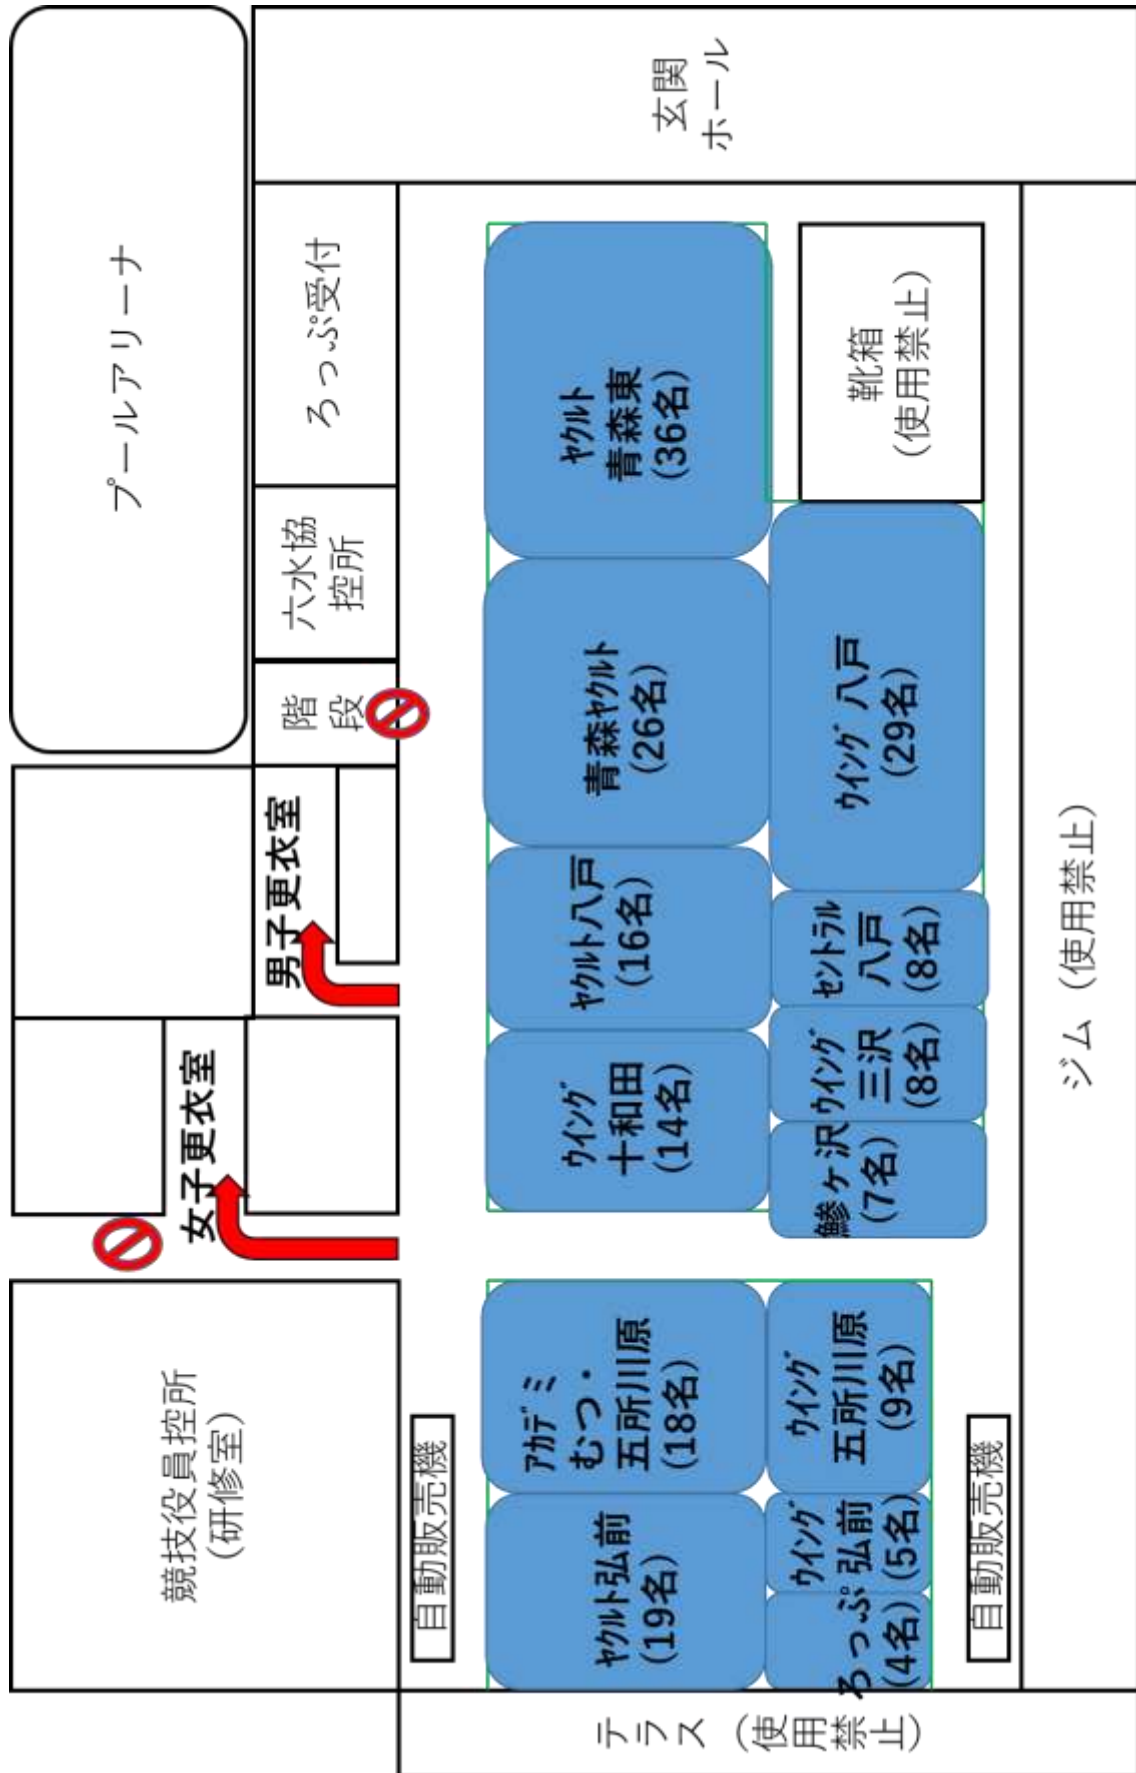 プールアリーナ
玄関
ホール
ろっぷ受付
六水協
控所
階
段
男子更衣室
女子更衣室
競技役員控所
(研修室)
自動販売機
ﾔｸﾙﾄ
青森東
(36名)
青森ﾔｸﾙﾄ
(26名)
ﾔｸﾙﾄ八戸
(16名)
ｳｲﾝｸﾞ
十和田
(14名)
ｱｶﾃﾞﾐ
むつ・
五所川原
(18名)
ﾔｸﾙﾄ弘前
(19名)
靴箱
(使用禁止)
ｳｲﾝｸﾞ八戸
(29名)
ｾﾝﾄﾗﾙ
八戸
(8名)
ｳｲﾝｸﾞ
三沢
(8名)
鰺ヶ沢
(7名)
ｳｲﾝｸﾞ
五所川原
(9名)
ｳｲﾝｸﾞ
弘前
(5名)
ろっぷ
(4名)
自動販売機
ジム（使用禁止）
テラス（使用禁止）